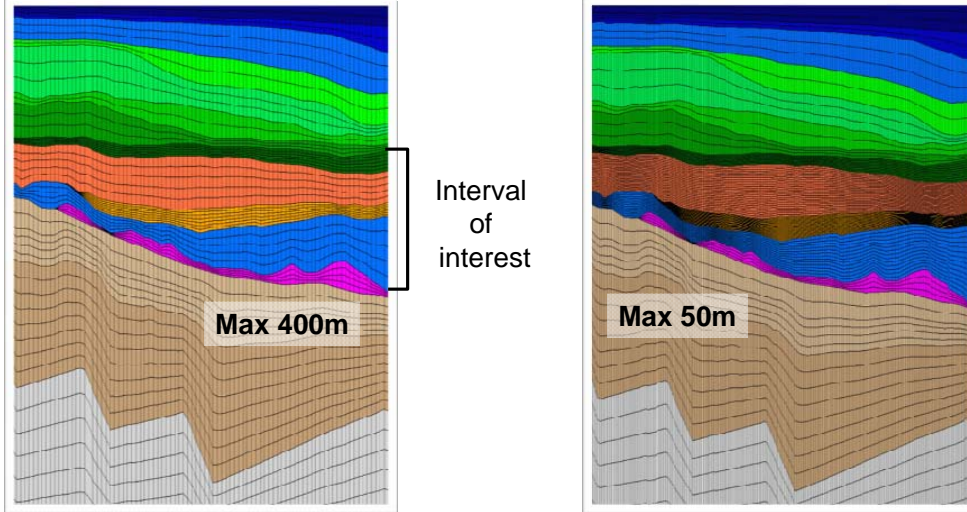 Interval
of
interest
Max 400m
Max 50m